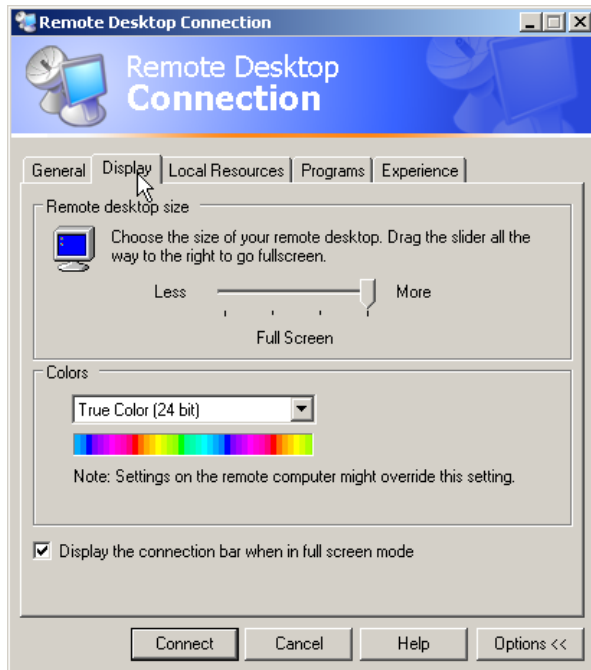 Remote Desktop Connection
Remote Desktop
Connection
General Display Local Resources Programs Experience
Remote desktop size
Choose the size of your remote desktop. Drag the slider all the
way to the right to go fullscreen.
Less More
Full Screen
Colors
True Color (24 bit)
Note: Settings on the remote computer might override this setting.
Display the connection bar when in full screen mode
Connect Cancel Help Options <<